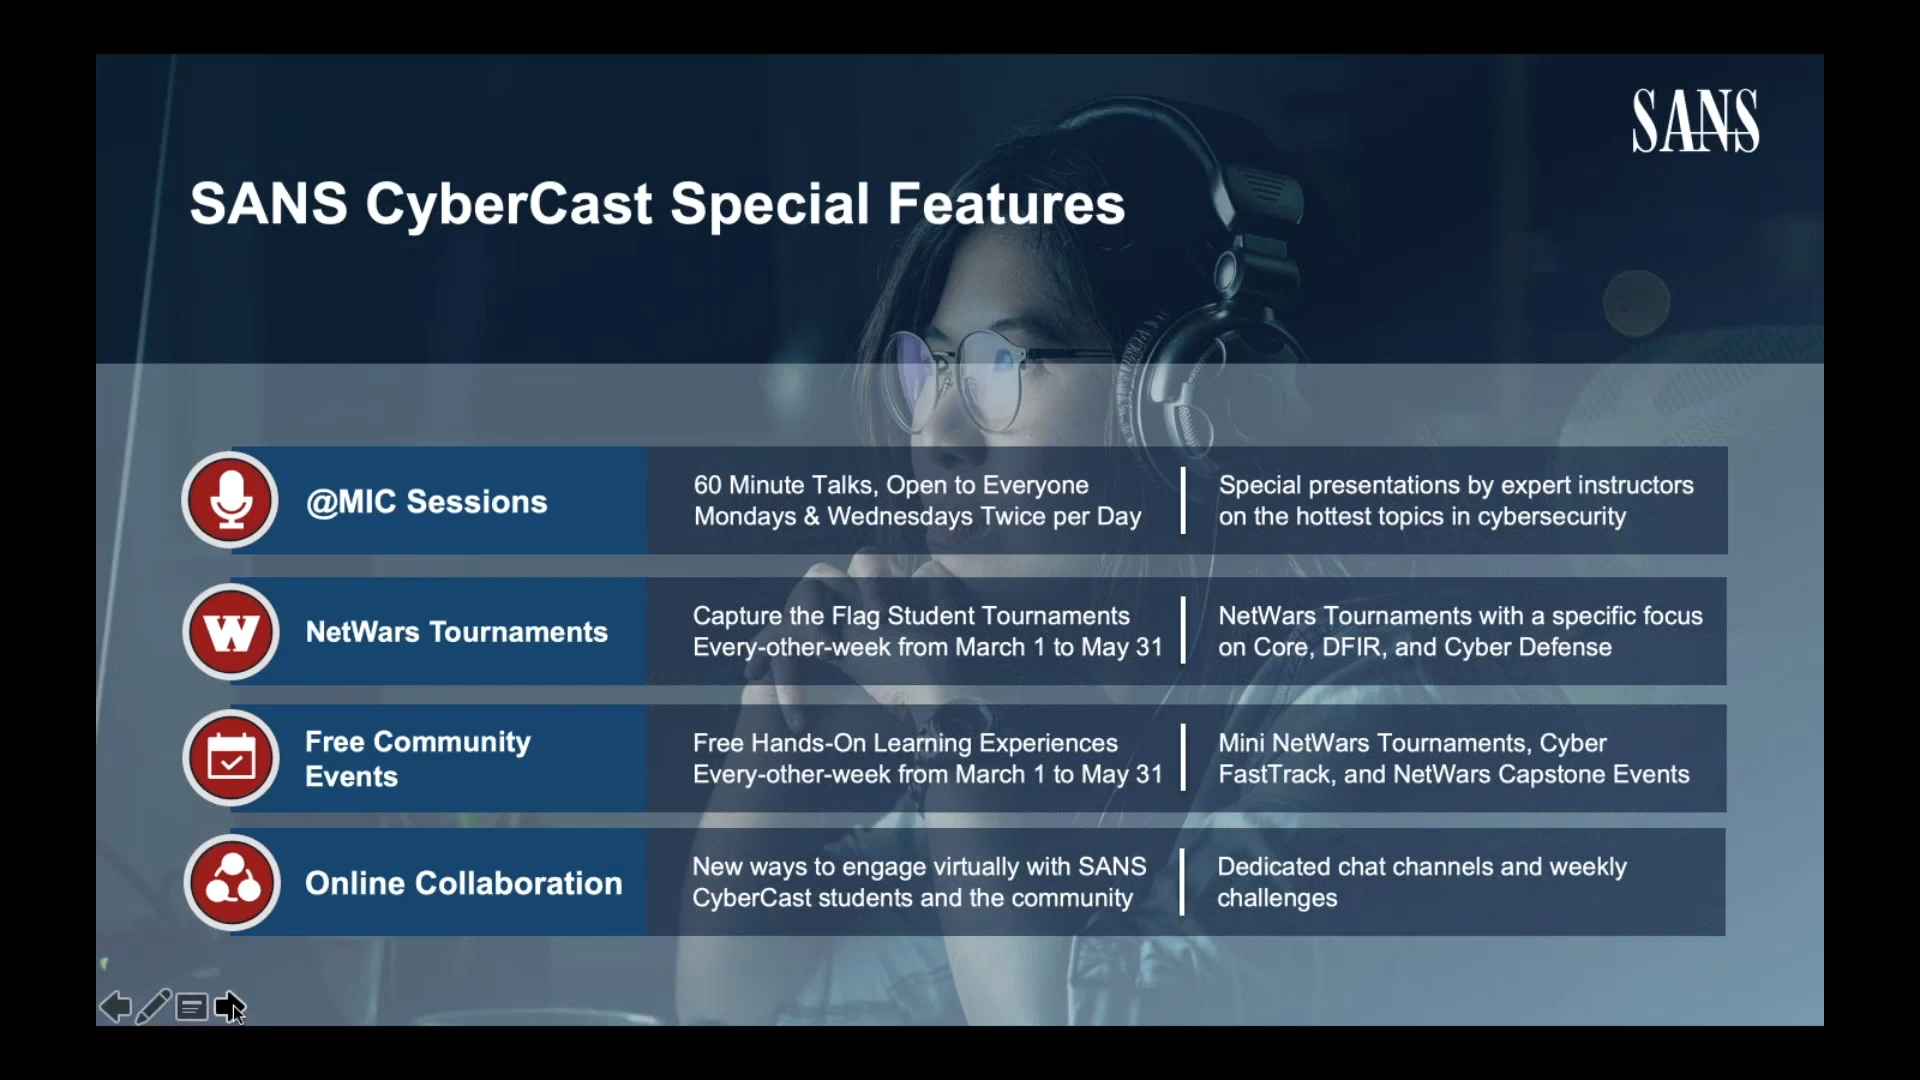 SANS
SANS CyberCast Special Features
@MIC Sessions
60 Minute Talks, Open to Everyone
Mondays & Wednesdays Twice per Day
Special presentations by expert instructors
on the hottest topics in cybersecurity
W
NetWars Tournaments
Capture the Flag Student Tournaments
Every-other-week from March 1 to May 31
NetWars Tournaments with a specific focus
on Core, DFIR, and Cyber Defense
Free Community
Events
Free Hands-On Learning Experiences
Every-other-week from March 1 to May 31
Mini NetWars Tournaments, Cyber
FastTrack, and NetWars Capstone Events
Online Collaboration
New ways to engage virtually with SANS
CyberCast students and the community
Dedicated chat channels and weekly
challenges